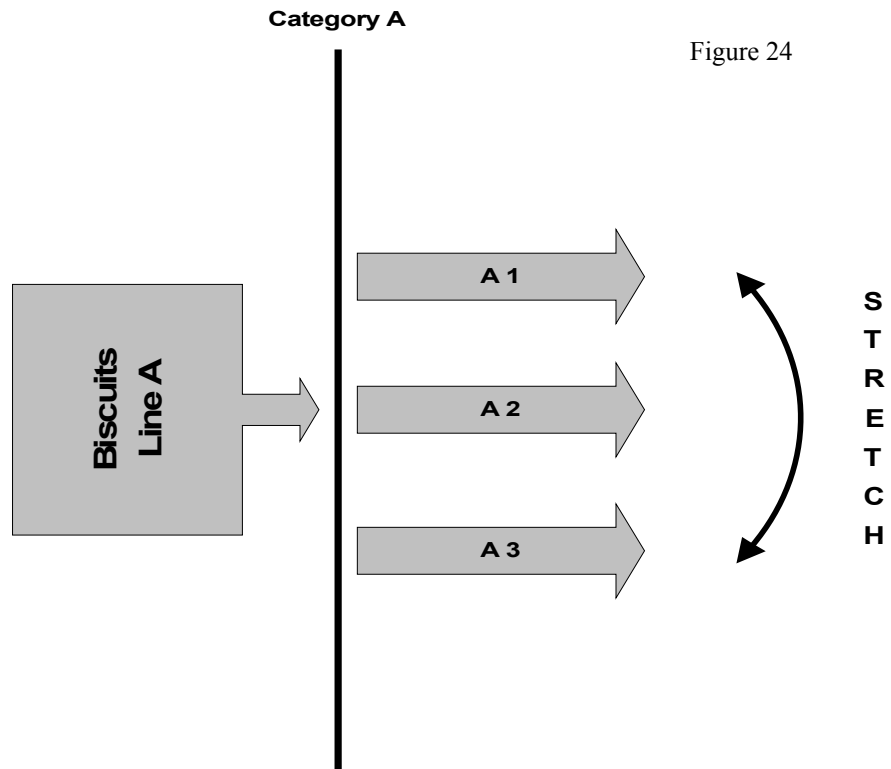 Category A
Figure 24
Biscuits
Line A
A 1
A 2
A 3
S
T
R
E
T
C
H